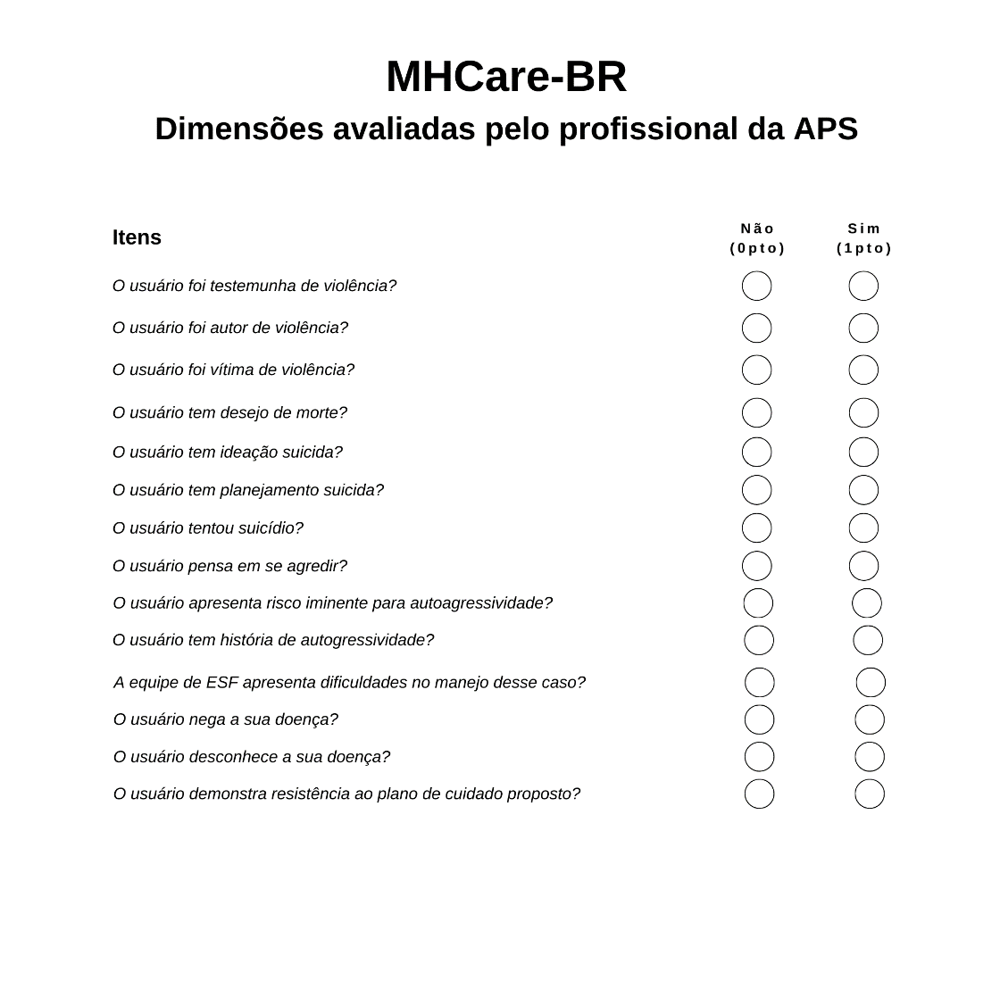 MHCare-BR
Dimensões avaliadas pelo profissional da APS
Itens
Não
(0pto)
Sim
(1pto)
O usuário foi testemunha de violência?
O usuário foi autor de violência?
O usuário foi vítima de violência?
O usuário tem desejo de morte?
O usuário tem ideação suicida?
O usuário tem planejamento suicida?
O usuário tentou suicídio?
O usuário pensa em se agredir?
O usuário apresenta risco iminente para autoagressividade?
O usuário tem história de autogressividade?
A equipe de ESF apresenta dificuldades no manejo desse caso?
O usuário nega a sua doença?
O usuário desconhece a sua doença?
O usuário demonstra resistência ao plano de cuidado proposto?